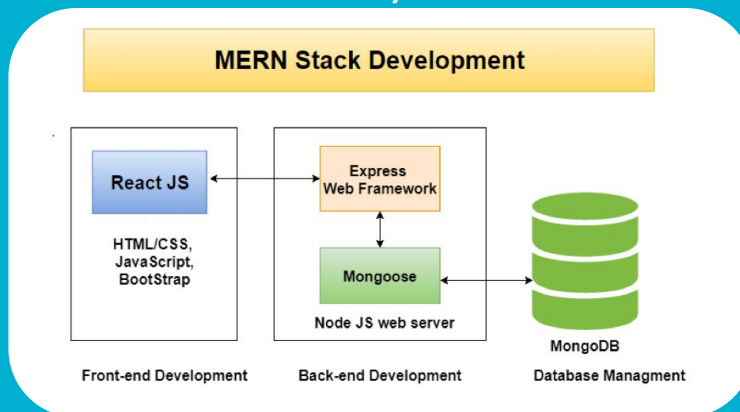 MERN Stack Development
React JS
HTML/CSS,
JavaScript,
BootStrap
Express
Web Framework
Mongoose
Node JS web server
MongoDB
Front-end Development
Back-end Development
Database Managment